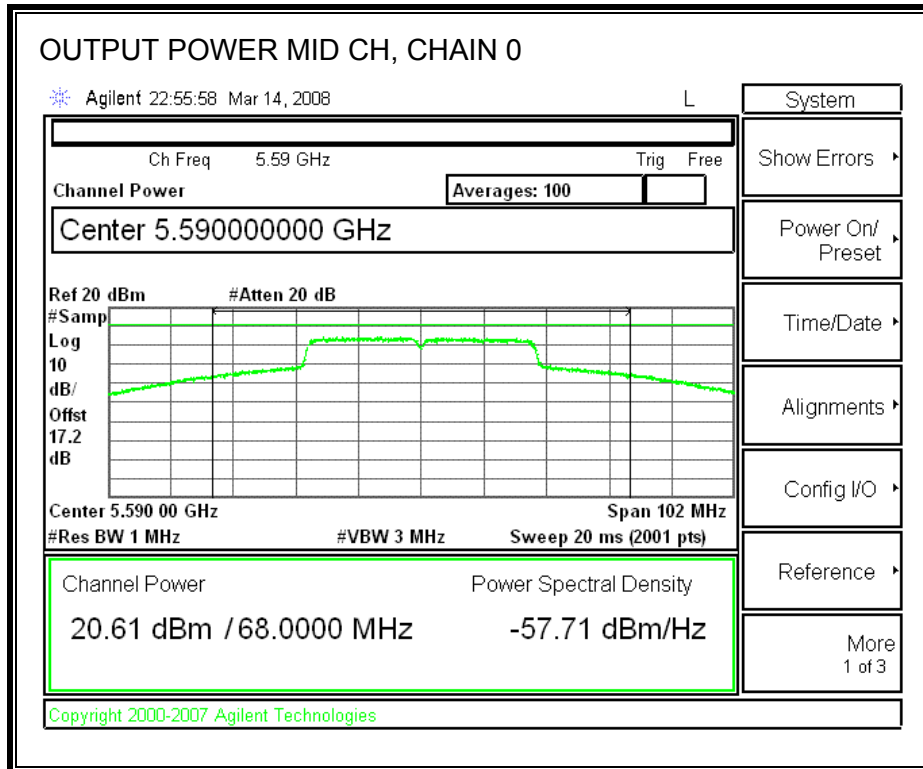 OUTPUT POWER MID CH, CHAIN 0
Agilent 22:55:58 Mar 14, 2008 L
System
Ch Freq 5.59 GHz Trig Free
Show Errors
Channel Power Averages: 100
Center 5.590000000 GHz
Power On/
Preset
Ref 20 dBm #Atten 20 dB
#Samp
Log
10
dB/
Offst
17.2
dB
Time/Date
Alignments
Config I/O
Center 5.590 00 GHz Span 102 MHz
#Res BW 1 MHz #VBW 3 MHz Sweep 20 ms (2001 pts)
Channel Power Power Spectral Density
Reference
20.61 dBm / 68.0000 MHz -57.71 dBm/Hz
More
1 of 3
Copyright 2000-2007 Agilent Technologies